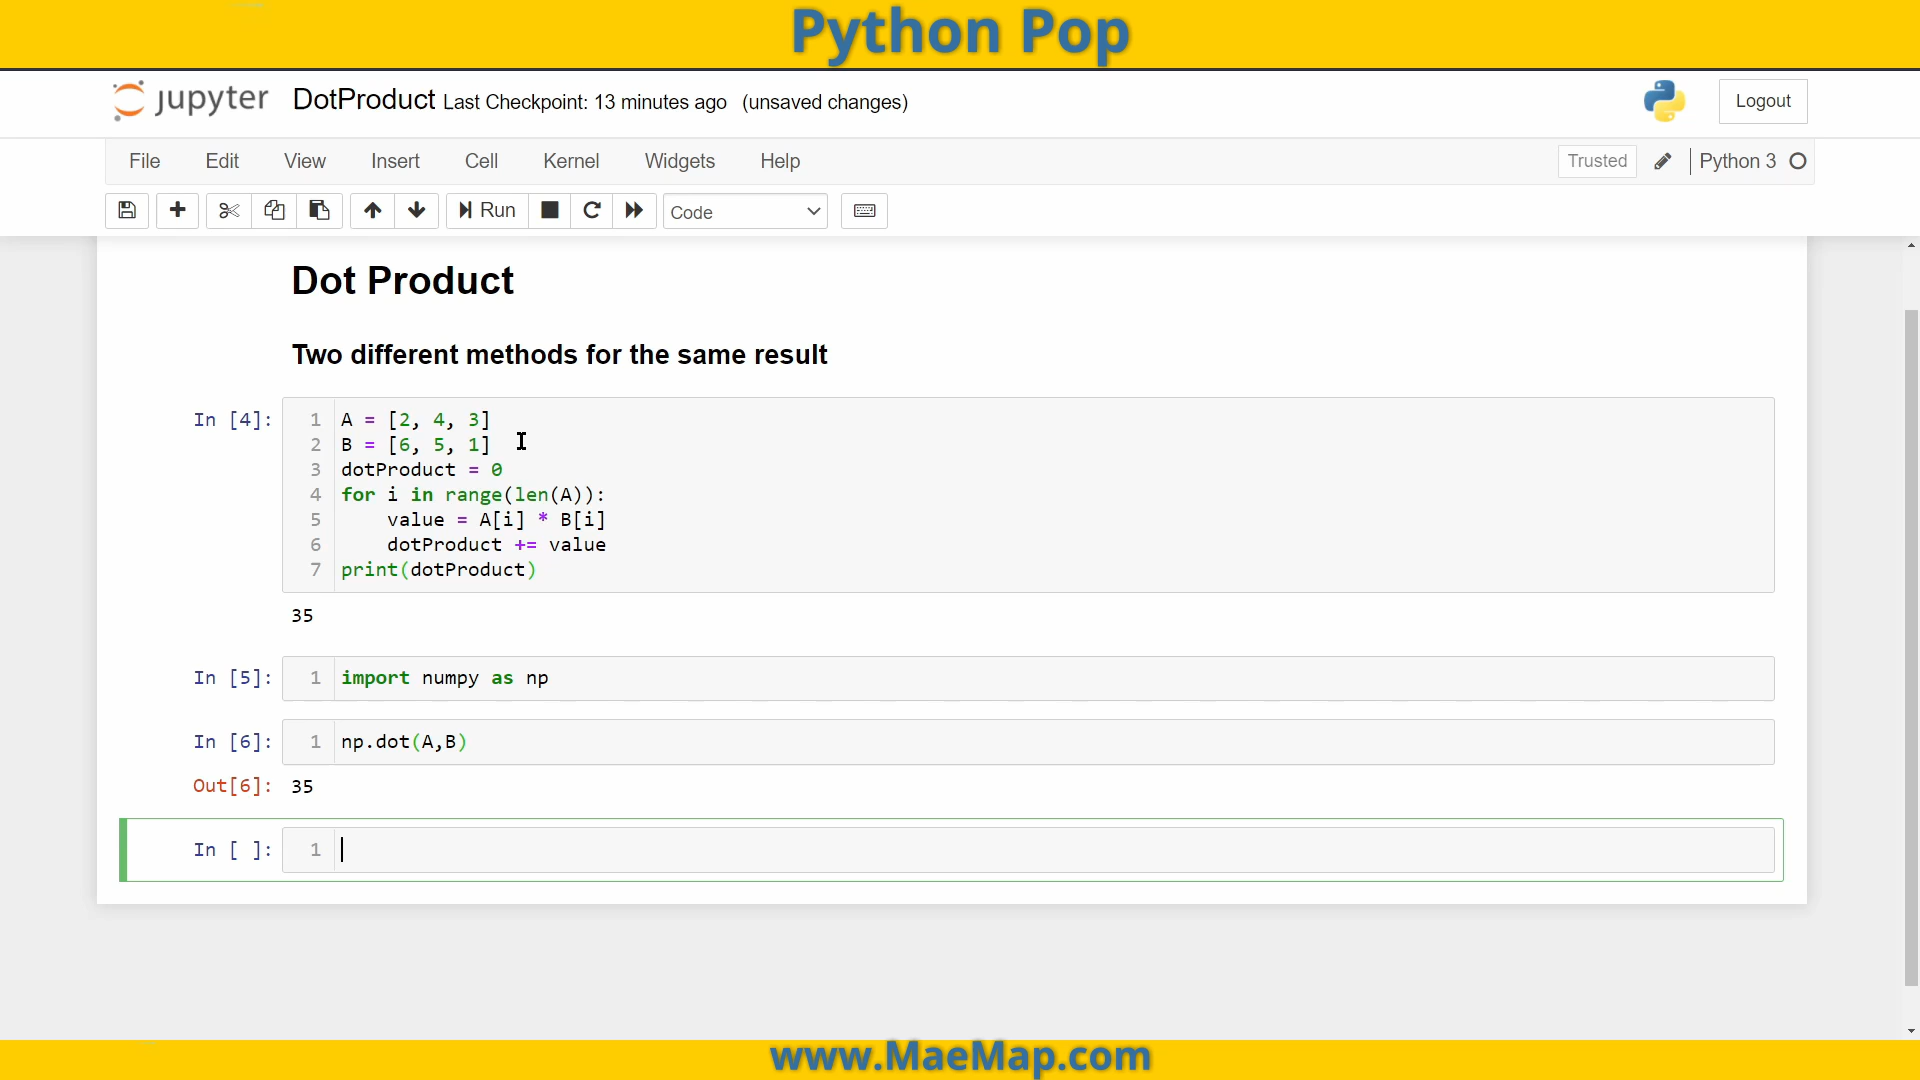 Python Pop
jupyter DotProduct Last Checkpoint: 13 minutes ago (unsaved changes) Logout
File Edit View Insert Cell Kernel Widgets Help Trusted Python 3
Run Code
Dot Product
Two different methods for the same result
In [4]: 1 A = [2, 4, 3]
2 B = [6, 5, 1]
3 dotProduct = 0
4 for i in range(len(A)):
5     value = A[i] * B[i]
6     dotProduct += value
7 print(dotProduct)
35
In [5]: 1 import numpy as np
In [6]: 1 np.dot(A,B)
Out[6]: 35
In [ ]: 1
www.MaeMap.com